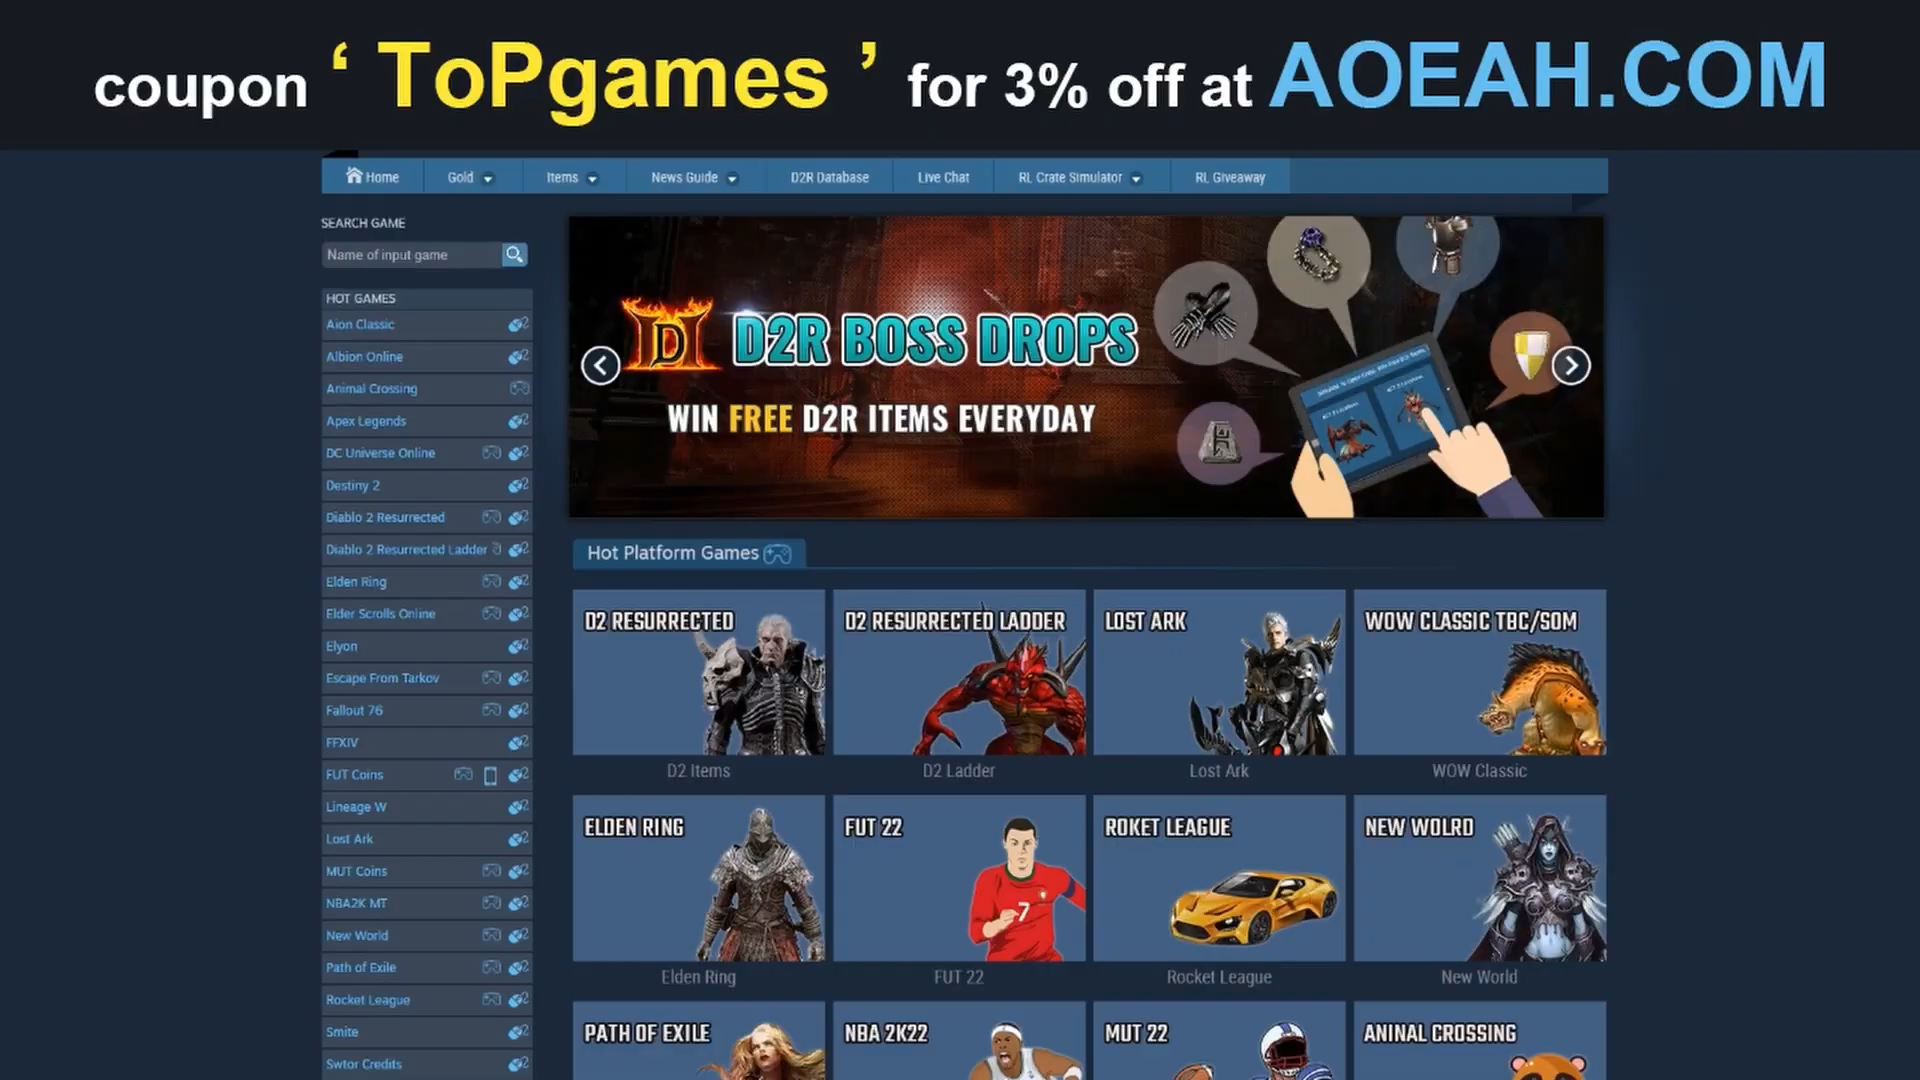 coupon ‘ ToPgames ’ for 3% off at AOEAH.COM
Home
Gold
Items
News Guide
D2R Database
Live Chat
RL Crate Simulator
RL Giveaway
SEARCH GAME
Name of input game
HOT GAMES
Aion Classic
Albion Online
Animal Crossing
Apex Legends
DC Universe Online
Destiny 2
Diablo 2 Resurrected
Diablo 2 Resurrected Ladder
Elden Ring
Elder Scrolls Online
Elyon
Escape From Tarkov
Fallout 76
FFXIV
FUT Coins
Lineage W
Lost Ark
MUT Coins
NBA2K MT
New World
Path of Exile
Rocket League
Smite
Swtor Credits
D
D2R BOSS DROPS
WIN FREE D2R ITEMS EVERYDAY
Hot Platform Games
D2 RESURRECTED
D2 RESURRECTED LADDER
LOST ARK
WOW CLASSIC TBC/SOM
D2 Items
D2 Ladder
Lost Ark
WOW Classic
ELDEN RING
FUT 22
ROKET LEAGUE
NEW WOLRD
7
Elden Ring
FUT 22
Rocket League
New World
PATH OF EXILE
NBA 2K22
MUT 22
ANINAL CROSSING